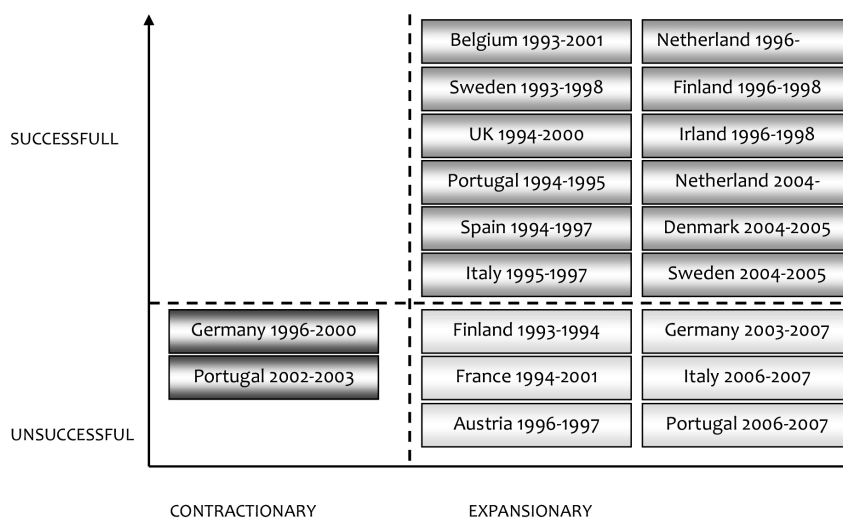 Belgium 1993-2001 Netherland 1996-
Sweden 1993-1998 Finland 1996-1998
SUCCESSFULL
UK 1994-2000 Irland 1996-1998
Portugal 1994-1995 Netherland 2004-
Spain 1994-1997 Denmark 2004-2005
Italy 1995-1997 Sweden 2004-2005
Germany 1996-2000 Finland 1993-1994 Germany 2003-2007
Portugal 2002-2003 France 1994-2001 Italy 2006-2007
Austria 1996-1997 Portugal 2006-2007
UNSUCCESSFUL
CONTRACTIONARY EXPANSIONARY